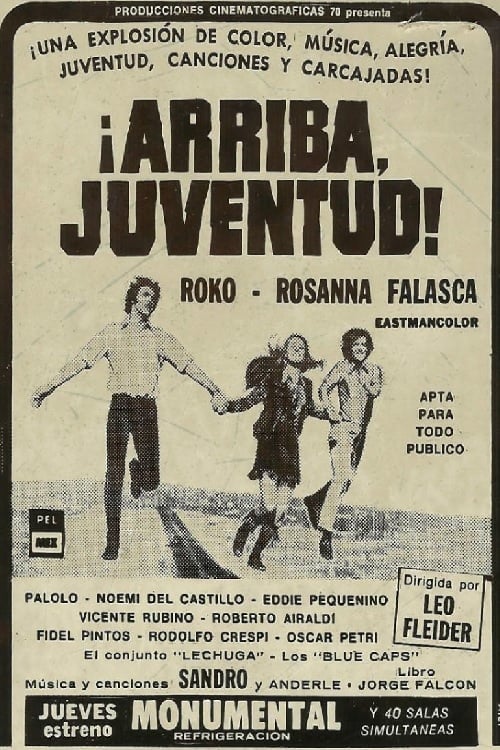 PRODUCCIONES CINEMATOGRAFICAS 70 presenta
¡UNA EXPLOSIÓN DE COLOR, MÚSICA, ALEGRÍA,
JUVENTUD, CANCIONES Y CARCAJADAS!
¡ARRIBA,
JUVENTUD!
ROKO - ROSANNA FALASCA
EASTMANCOLOR
APTA
PARA
TODO
PUBLICO
PEL
MEX
Dirigida por
LEO
FLEIDER
PALOLO - NOEMI DEL CASTILLO - EDDIE PEQUENINO
VICENTE RUBINO - ROBERTO AIRALDI
FIDEL PINTOS - RODOLFO CRESPI - OSCAR PETRI
El conjunto "LECHUGA" - Los "BLUE CAPS"
Libro
Música y canciones SANDRO y ANDERLE - JORGE FALCON
JUEVES estreno
MONUMENTAL
REFRIGERACION
Y 40 SALAS
SIMULTANEAS